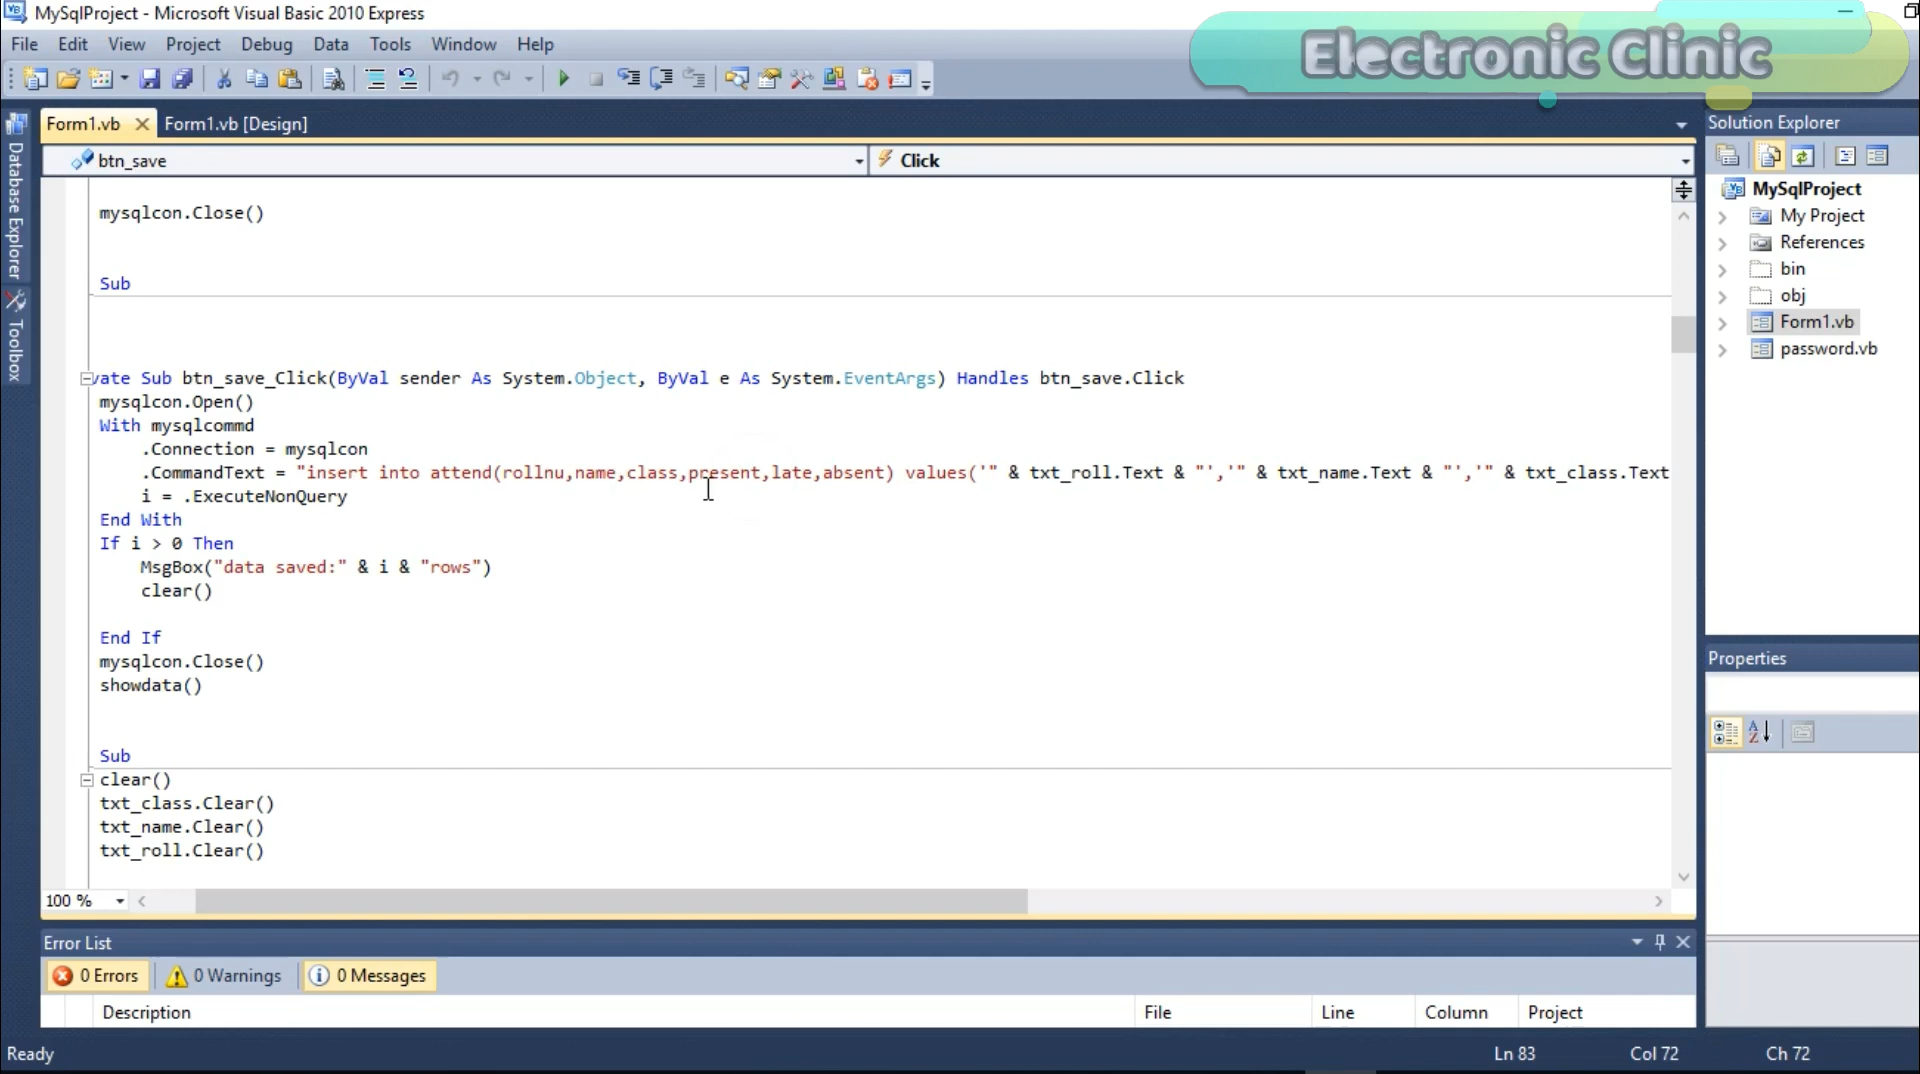 MySqlProject - Microsoft Visual Basic 2010 Express
File Edit View Project Debug Data Tools Window Help
Electronic Clinic
Form1.vb Form1.vb [Design]
Database Explorer
Toolbox
btn_save Click
mysqlcon.Close()
Sub
vate Sub btn_save_Click(ByVal sender As System.Object, ByVal e As System.EventArgs) Handles btn_save.Click
mysqlcon.Open()
With mysqlcommd
.Connection = mysqlcon
.CommandText = "insert into attend(rollnu,name,class,present,late,absent) values('" & txt_roll.Text & "','" & txt_name.Text & "','" & txt_class.Text
i = .ExecuteNonQuery
End With
If i > 0 Then
MsgBox("data saved:" & i & "rows")
clear()
End If
mysqlcon.Close()
showdata()
Sub
clear()
txt_class.Clear()
txt_name.Clear()
txt_roll.Clear()
100 %
Solution Explorer
MySqlProject
My Project
References
bin
obj
Form1.vb
password.vb
Properties
Error List
0 Errors 0 Warnings 0 Messages
Description File Line Column Project
Ready Ln 83 Col 72 Ch 72